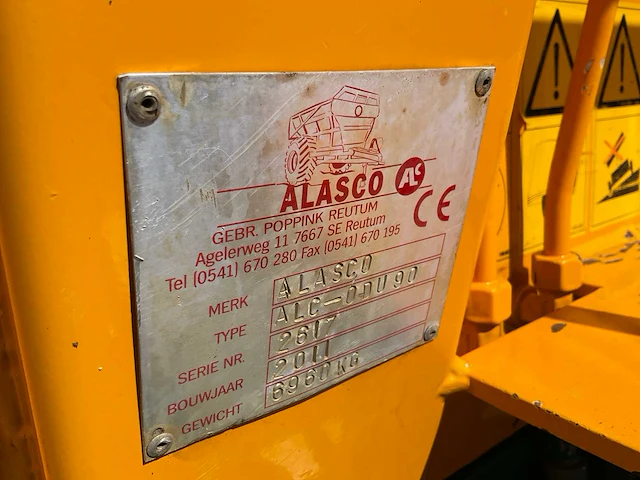 ALASCO AS
GEBR. POPPINK REUTUM
Agelerweg 11 7667 SE Reutum
Tel (0541) 670 280 Fax (0541) 670 195
CE
MERK ALASCO
TYPE ALC-ODU90
SERIE NR. 2617
BOUWJAAR 2011
GEWICHT 6960KG